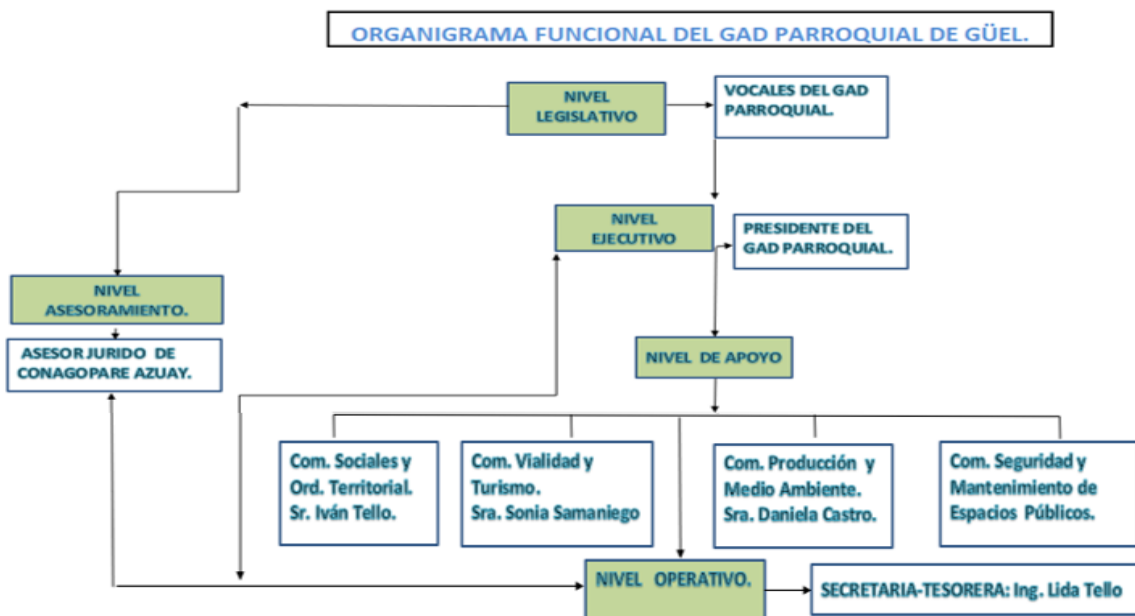 ORGANIGRAMA FUNCIONAL DEL GAD PARROQUIAL DE GÜEL.
NIVEL
LEGISLATIVO
VOCALES DEL GAD
PARROQUIAL.
NIVEL
EJECUTIVO
PRESIDENTE DEL
GAD PARROQUIAL.
NIVEL
ASESORAMIENTO.
ASESOR JURIDO DE
CONAGOPARE AZUAY.
NIVEL DE APOYO
Com. Sociales y
Ord. Territorial.
Sr. Iván Tello.
Com. Vialidad y
Turismo.
Sra. Sonia Samaniego
Com. Producción y
Medio Ambiente.
Sra. Daniela Castro.
Com. Seguridad y
Mantenimiento de
Espacios Públicos.
NIVEL OPERATIVO.
SECRETARIA-TESORERA: Ing. Lida Tello